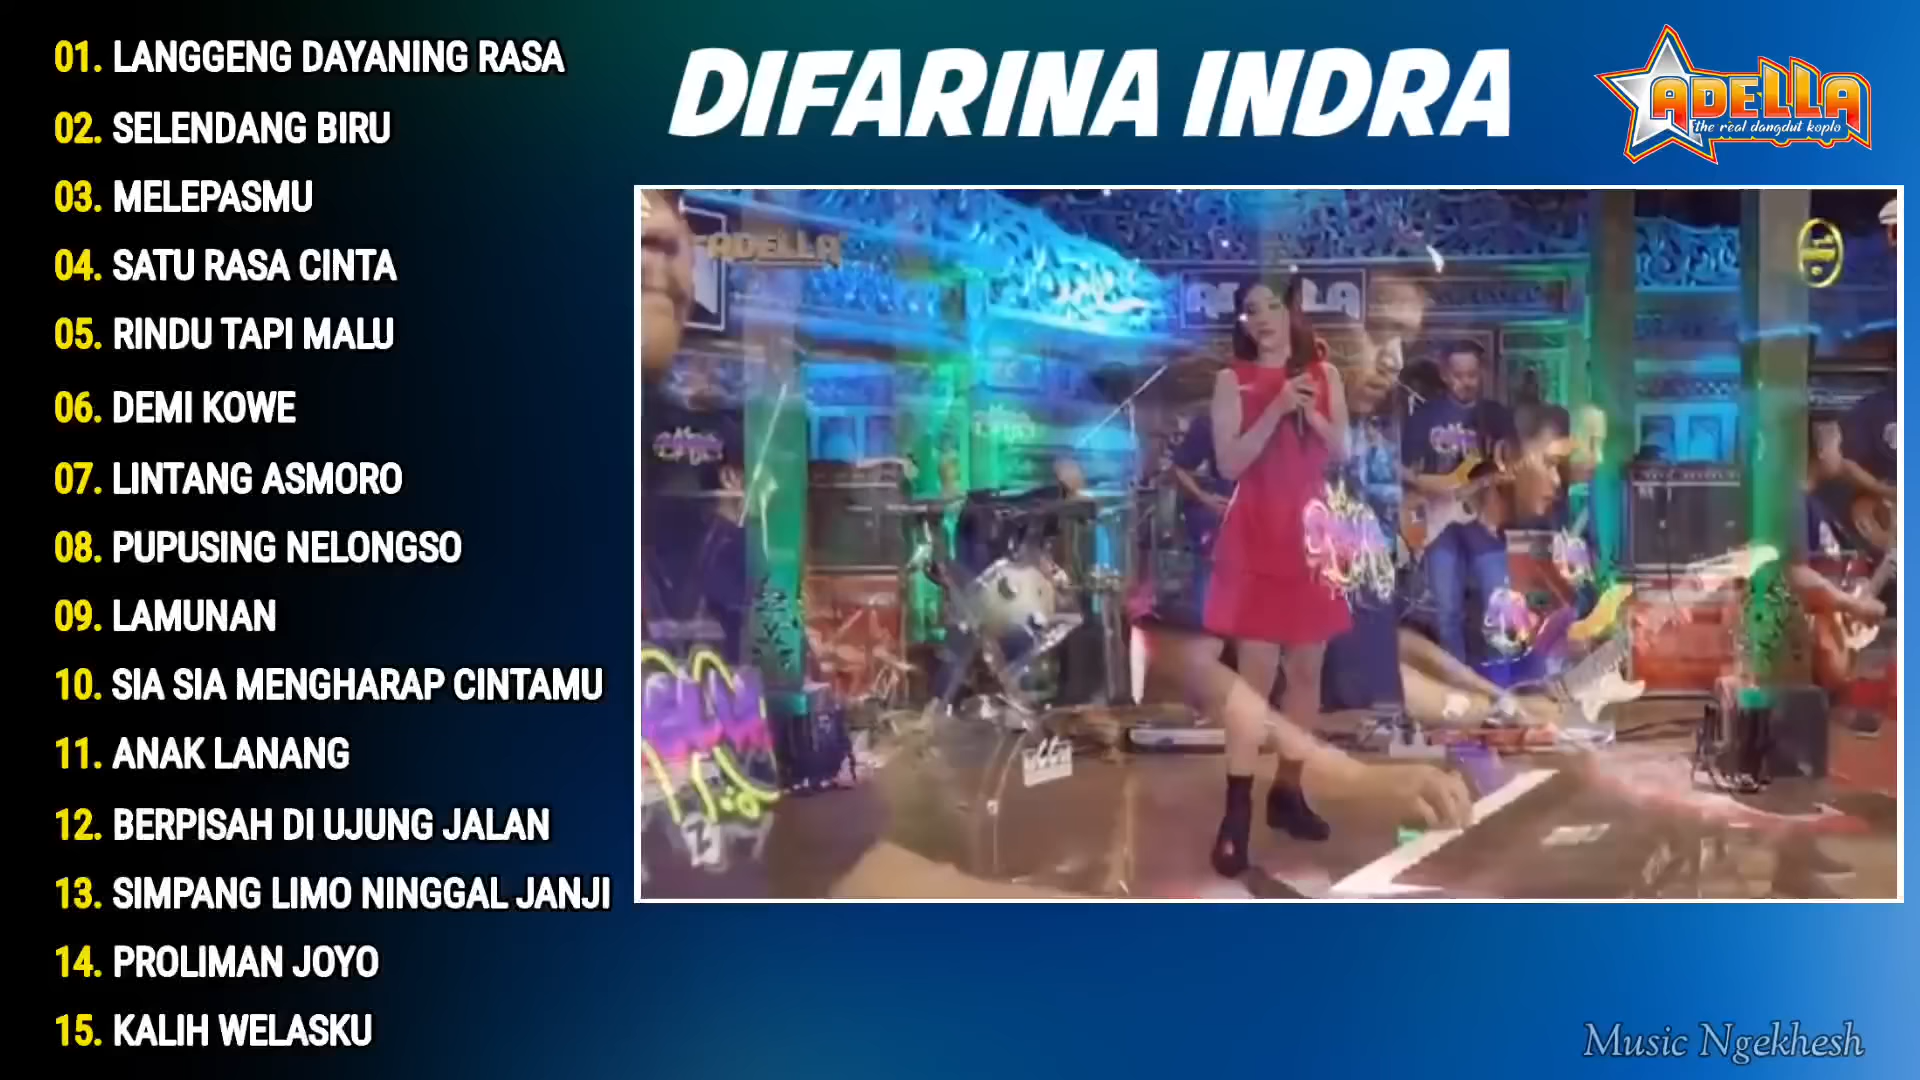 01. LANGGENG DAYANING RASA
02. SELENDANG BIRU
03. MELEPASMU
04. SATU RASA CINTA
05. RINDU TAPI MALU
06. DEMI KOWE
07. LINTANG ASMORO
08. PUPUSING NELONGSO
09. LAMUNAN
10. SIA SIA MENGHARAP CINTAMU
11. ANAK LANANG
12. BERPISAH DI UJUNG JALAN
13. SIMPANG LIMO NINGGAL JANJI
14. PROLIMAN JOYO
15. KALIH WELASKU
DIFARINA INDRA
ADELLA
the real dangdut koplo
ADELLA
ADELLA
Music Ngekhesh